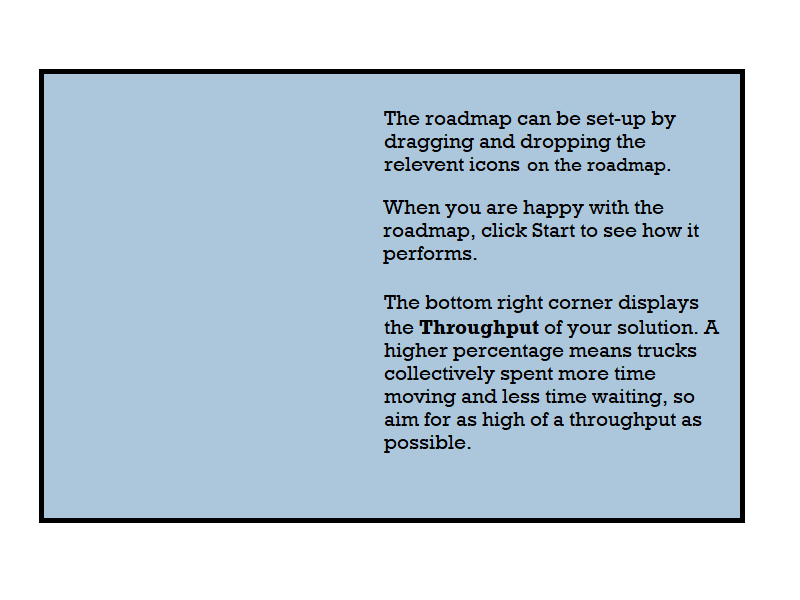 The roadmap can be set-up by
dragging and dropping the
relevent icons on the roadmap.
When you are happy with the
roadmap, click Start to see how it
performs.
The bottom right corner displays
the Throughput of your solution. A
higher percentage means trucks
collectively spent more time
moving and less time waiting, so
aim for as high of a throughput as
possible.